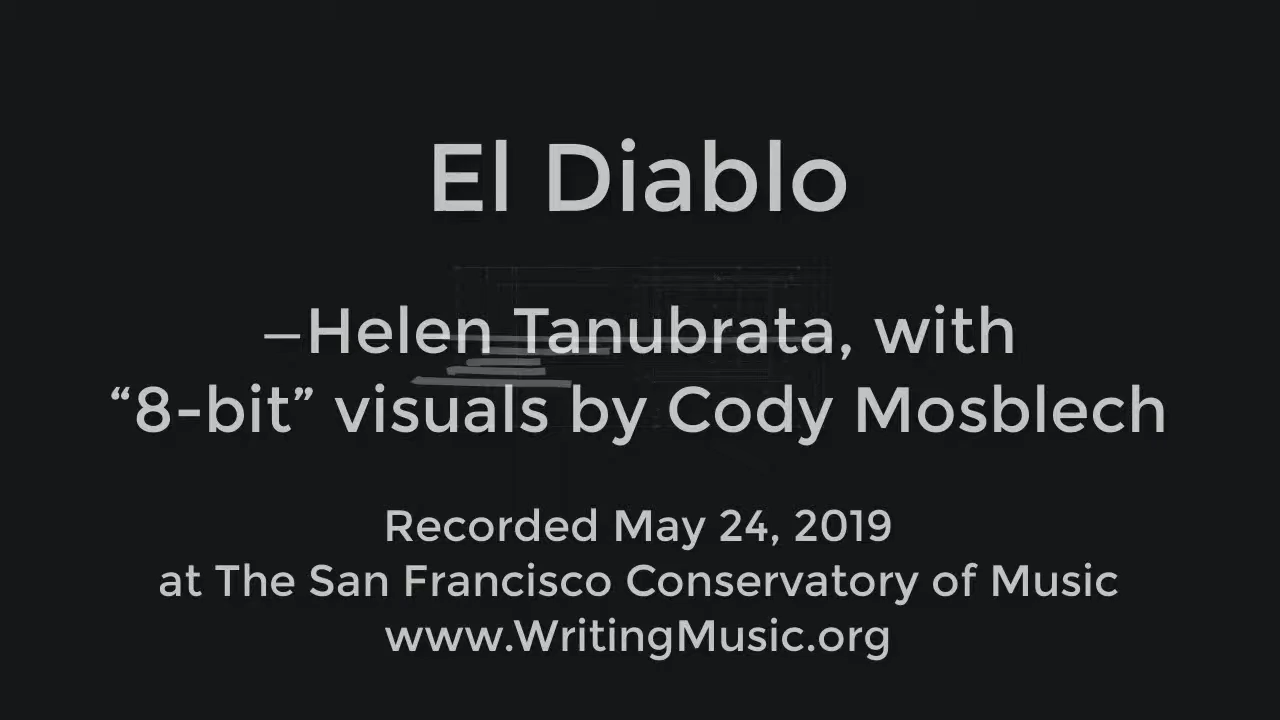 El Diablo
—Helen Tanubrata, with
“8-bit” visuals by Cody Mosblech
Recorded May 24, 2019
at The San Francisco Conservatory of Music
www.WritingMusic.org